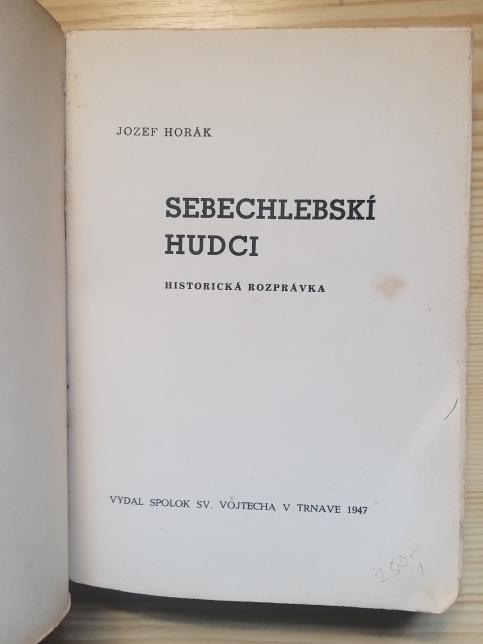 JOZEF HORÁK
SEBECHLEBSKÍ
HUDCI
HISTORICKÁ ROZPRÁVKA
VYDAL SPOLOK SV. VOJTECHA V TRNAVE 1947
250,-